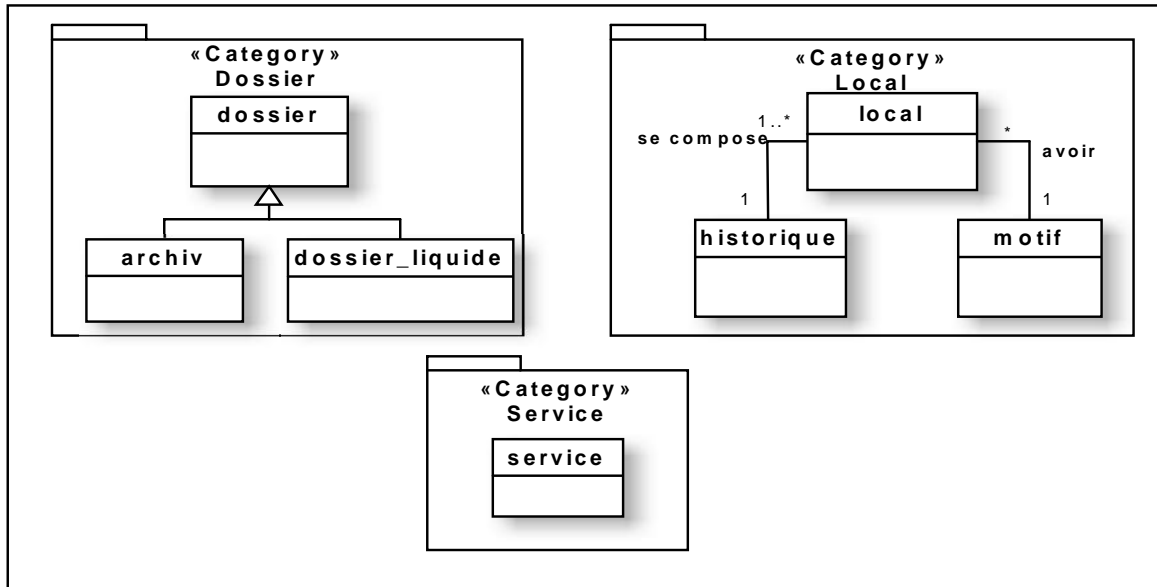 «Category»
Dossier
dossier
archiv
dossier_liquide
«Category»
Local
local
1..*
se compose
*
avoir
1
1
historique
motif
«Category»
Service
service